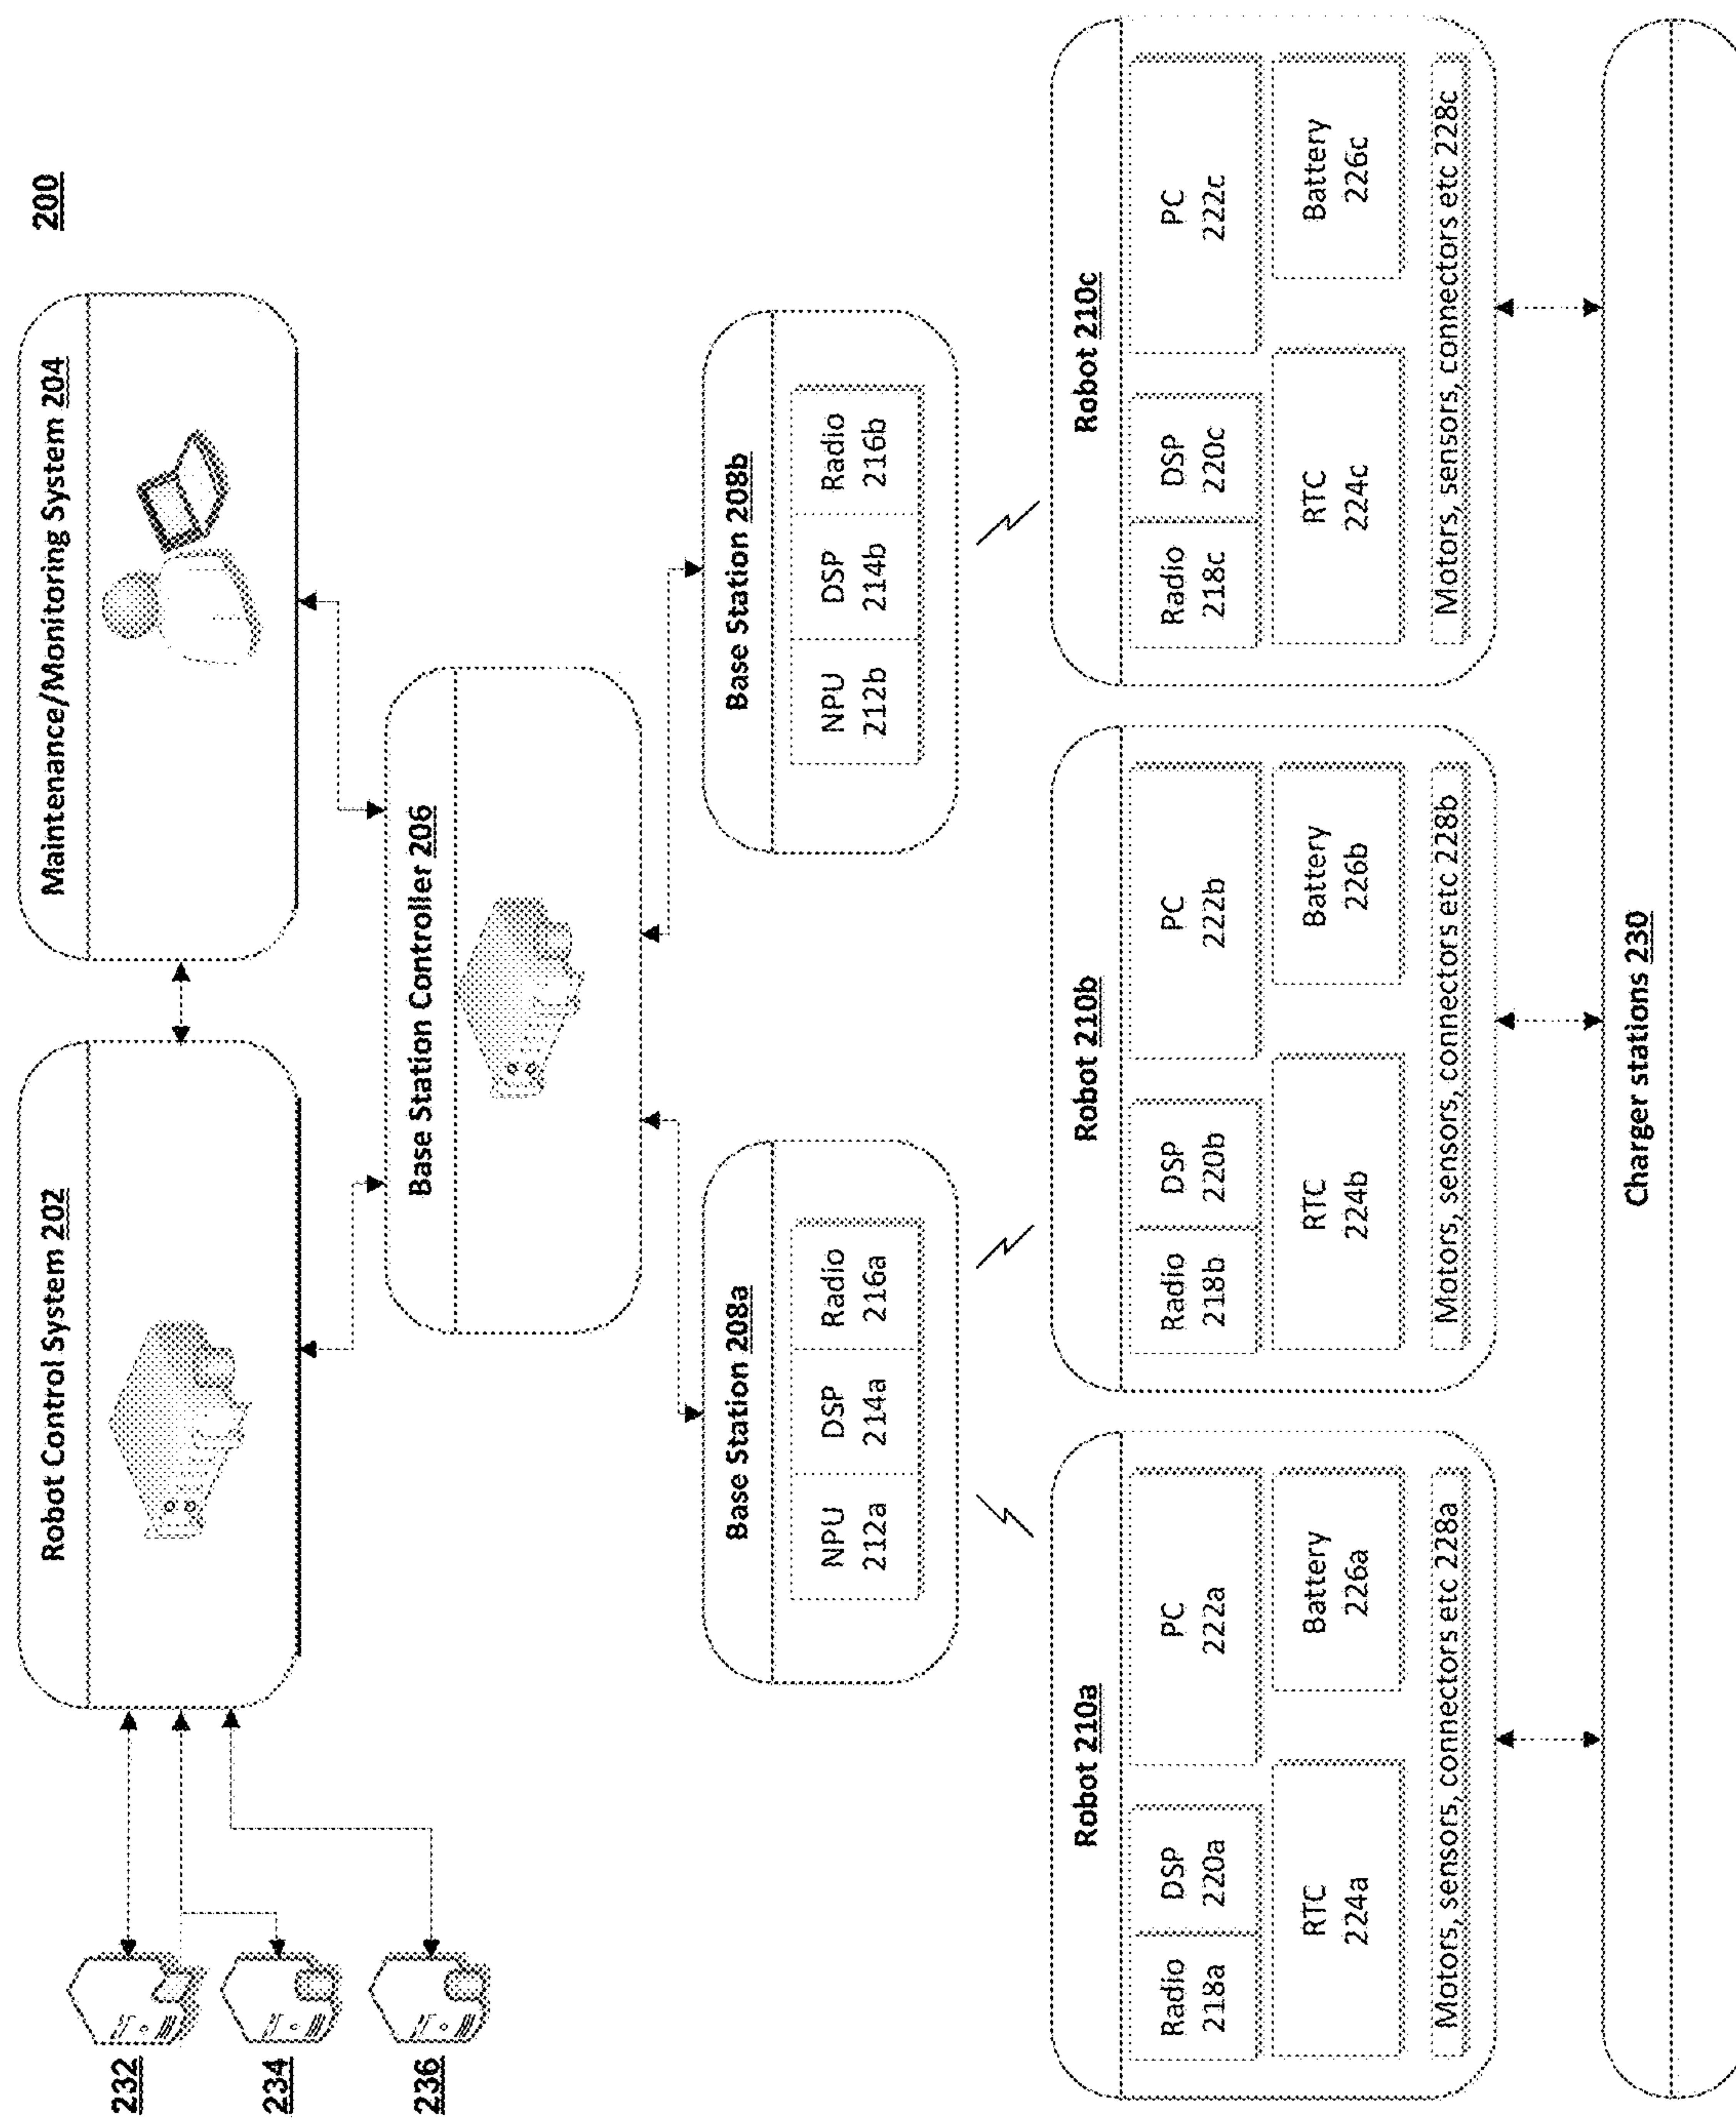 200
Robot Control System 202
Maintenance/Monitoring System 204
232
234
236
Base Station Controller 206
Base Station 208a
NPU
212a
DSP
214a
Radio
216a
Base Station 208b
NPU
212b
DSP
214b
Radio
216b
Robot 210a
Radio
218a
DSP
220a
PC
222a
RTC
224a
Battery
226a
Motors, sensors, connectors etc 228a
Robot 210b
Radio
218b
DSP
220b
PC
222b
RTC
224b
Battery
226b
Motors, sensors, connectors etc 228b
Robot 210c
Radio
218c
DSP
220c
PC
222c
RTC
224c
Battery
226c
Motors, sensors, connectors etc 228c
Charger stations 230